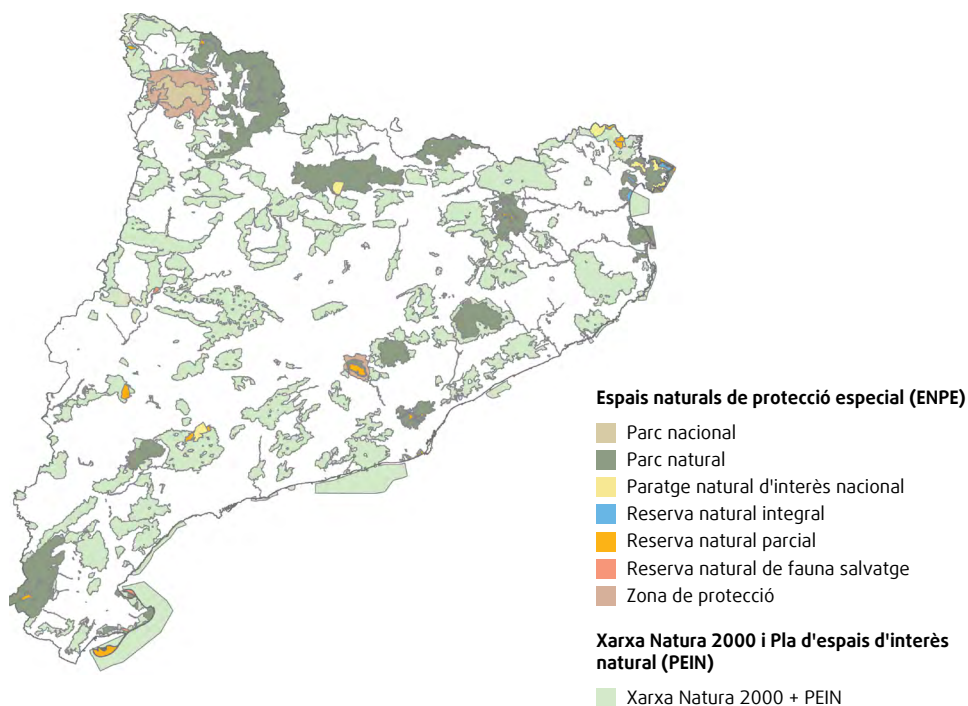 Espais naturals de protecció especial (ENPE)
Parc nacional
Parc natural
Paratge natural d'interès nacional
Reserva natural integral
Reserva natural parcial
Reserva natural de fauna salvatge
Zona de protecció
Xarxa Natura 2000 i Pla d'espais d'interès
natural (PEIN)
Xarxa Natura 2000 + PEIN